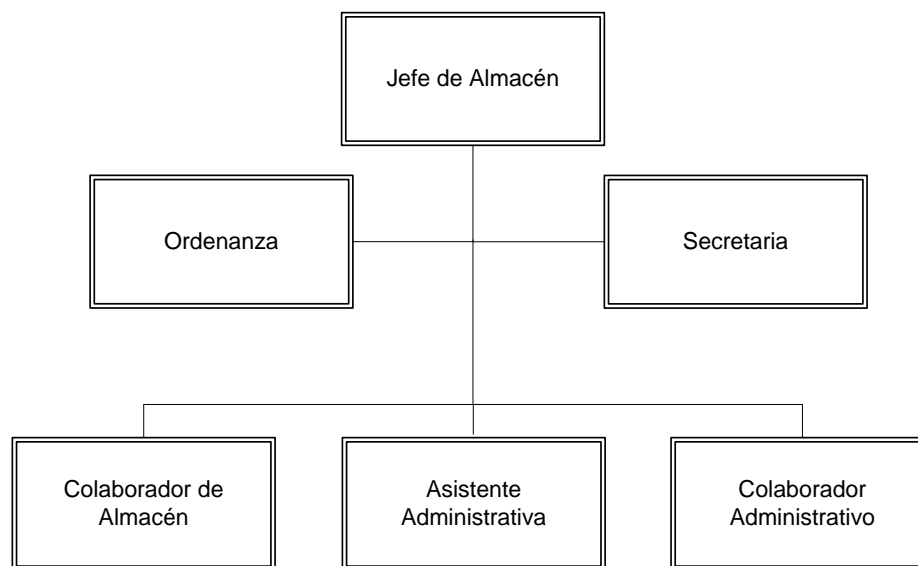 Jefe de Almacén
Ordenanza
Secretaria
Colaborador de
Almacén
Asistente
Administrativa
Colaborador
Administrativo